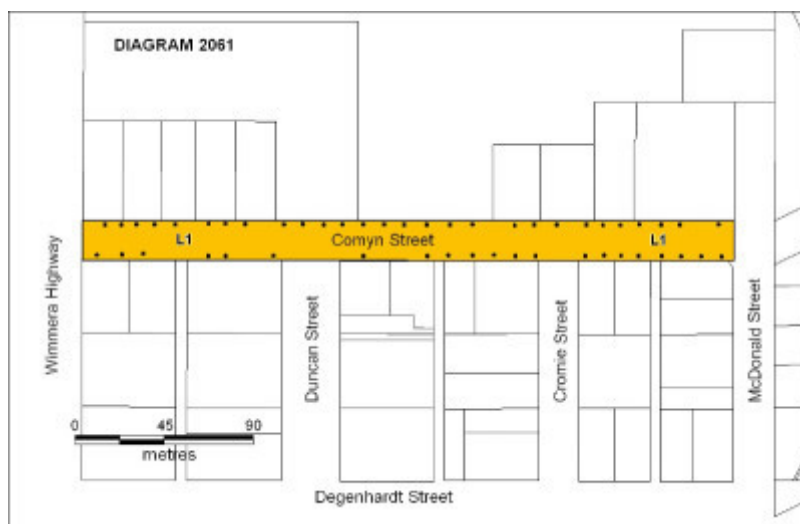 DIAGRAM 2061
L1
Comyn Street
L1
Wimmera Highway
Duncan Street
Cromie Street
McDonald Street
0 45 90
metres
Degenhardt Street